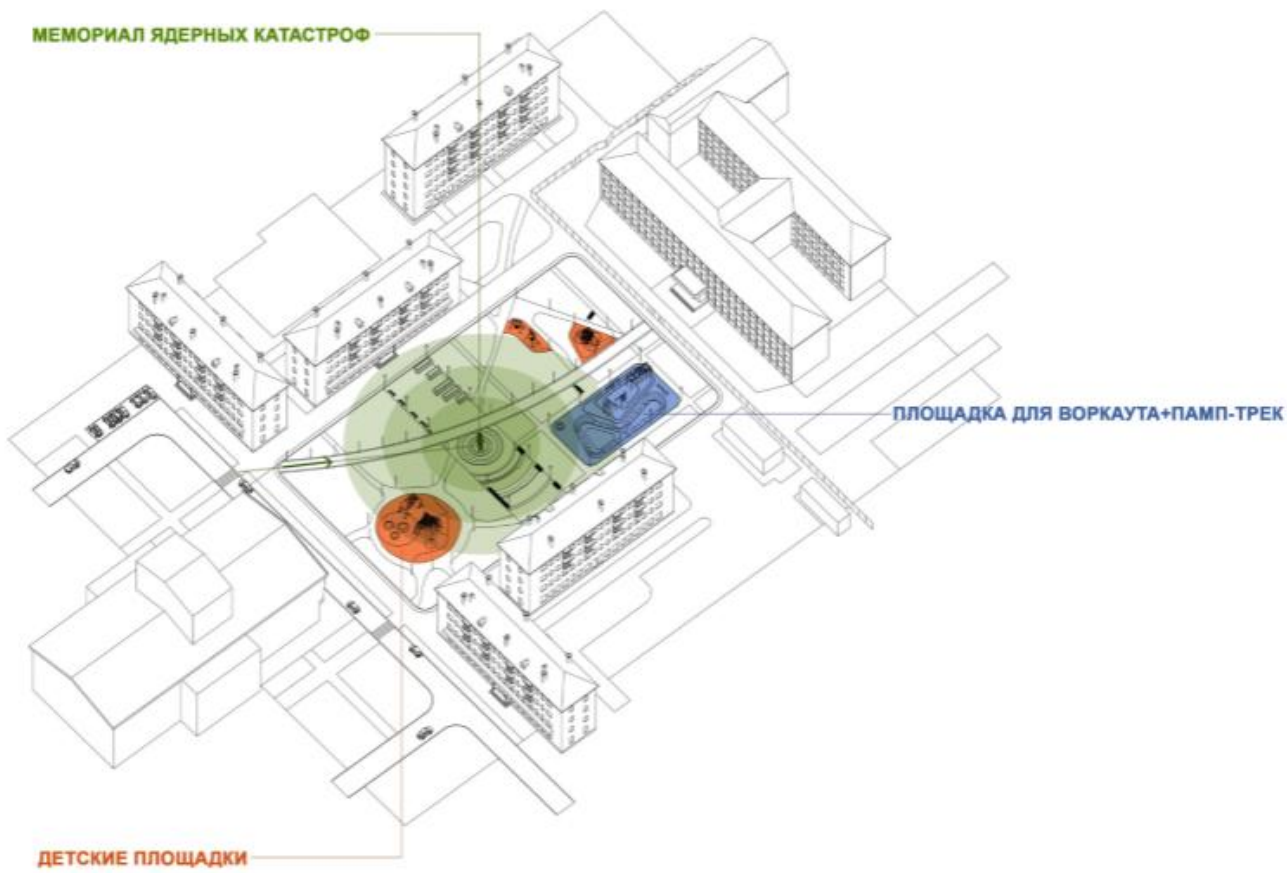 МЕМОРИАЛ ЯДЕРНЫХ КАТАСТРОФ
ПЛОЩАДКА ДЛЯ ВОРКАУТА+ПАМП-ТРЕК
ДЕТСКИЕ ПЛОЩАДКИ